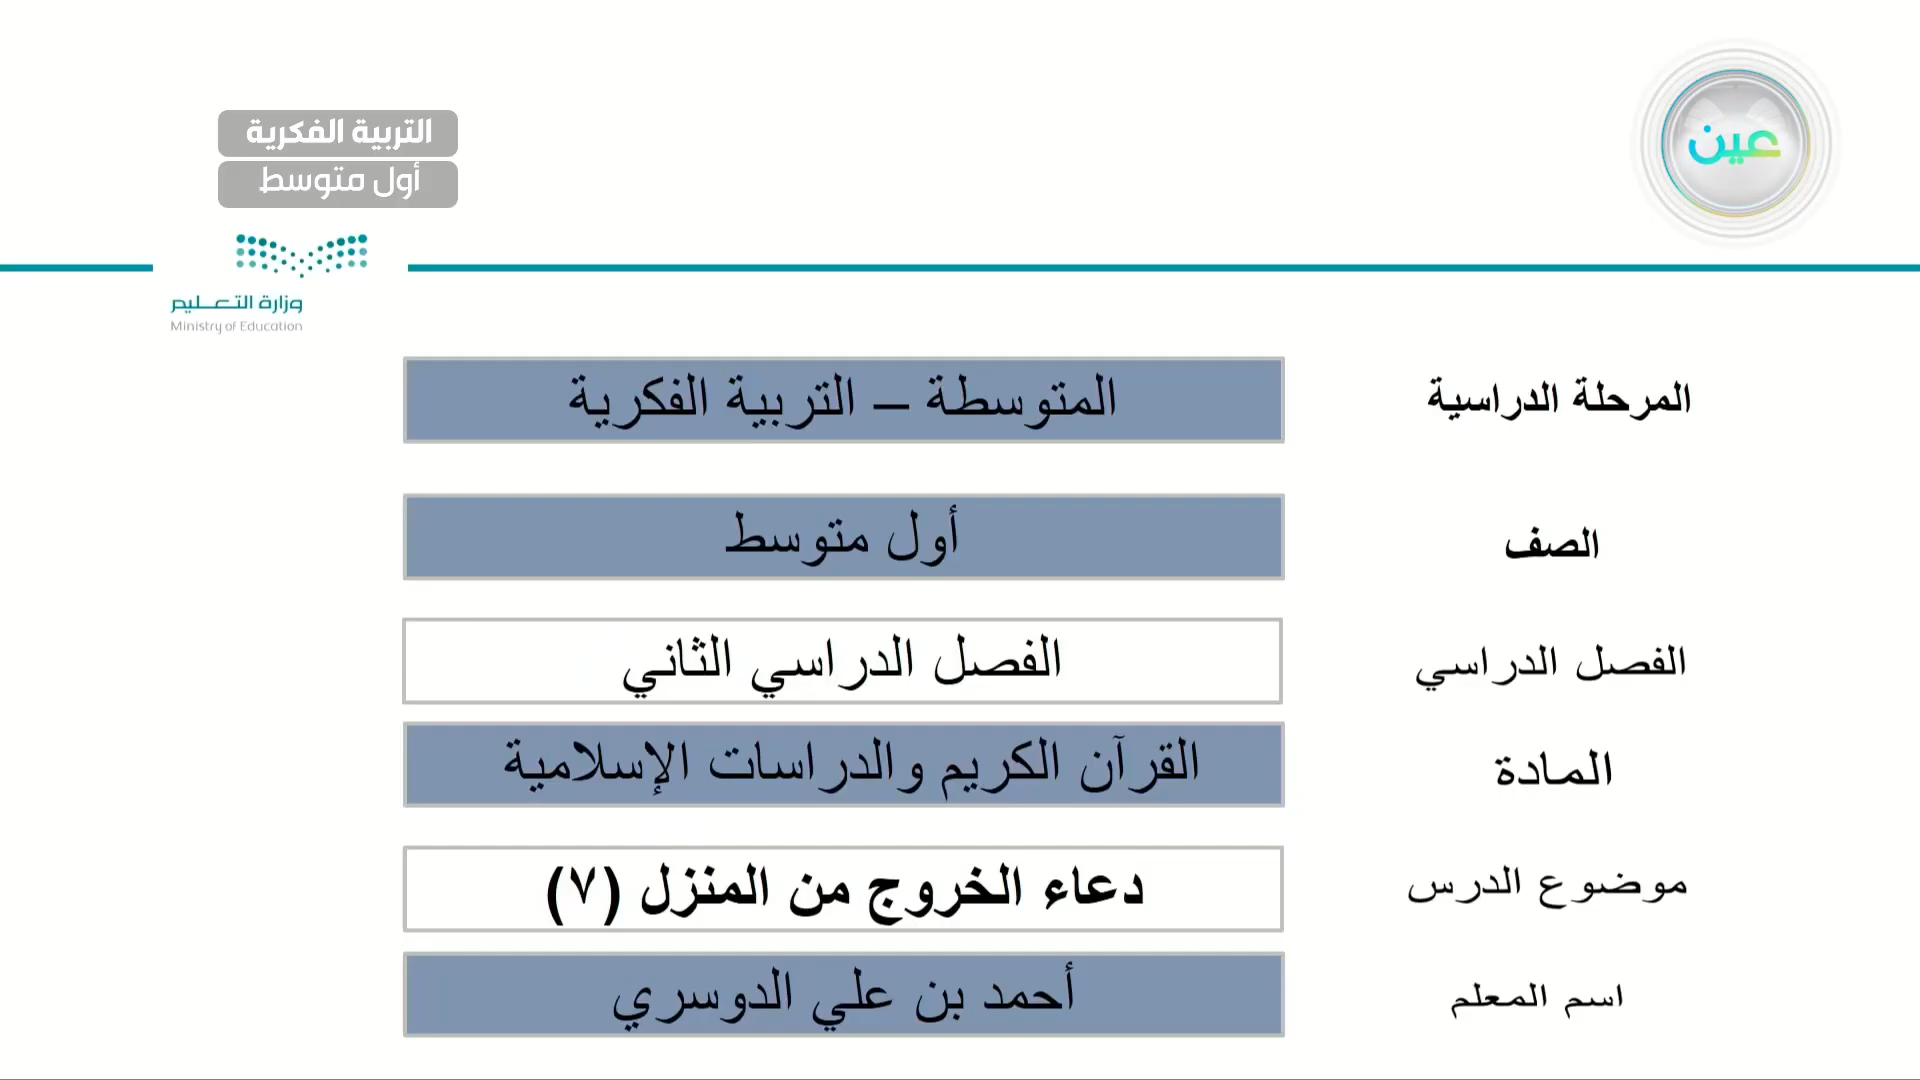 عين
التربية الفكرية
أول متوسط
وزارة التعليم
Ministry of Education
المرحلة الدراسية
المتوسطة – التربية الفكرية
الصف
أول متوسط
الفصل الدراسي
الفصل الدراسي الثاني
المادة
القرآن الكريم والدراسات الإسلامية
موضوع الدرس
دعاء الخروج من المنزل (٧)
اسم المعلم
أحمد بن علي الدوسري